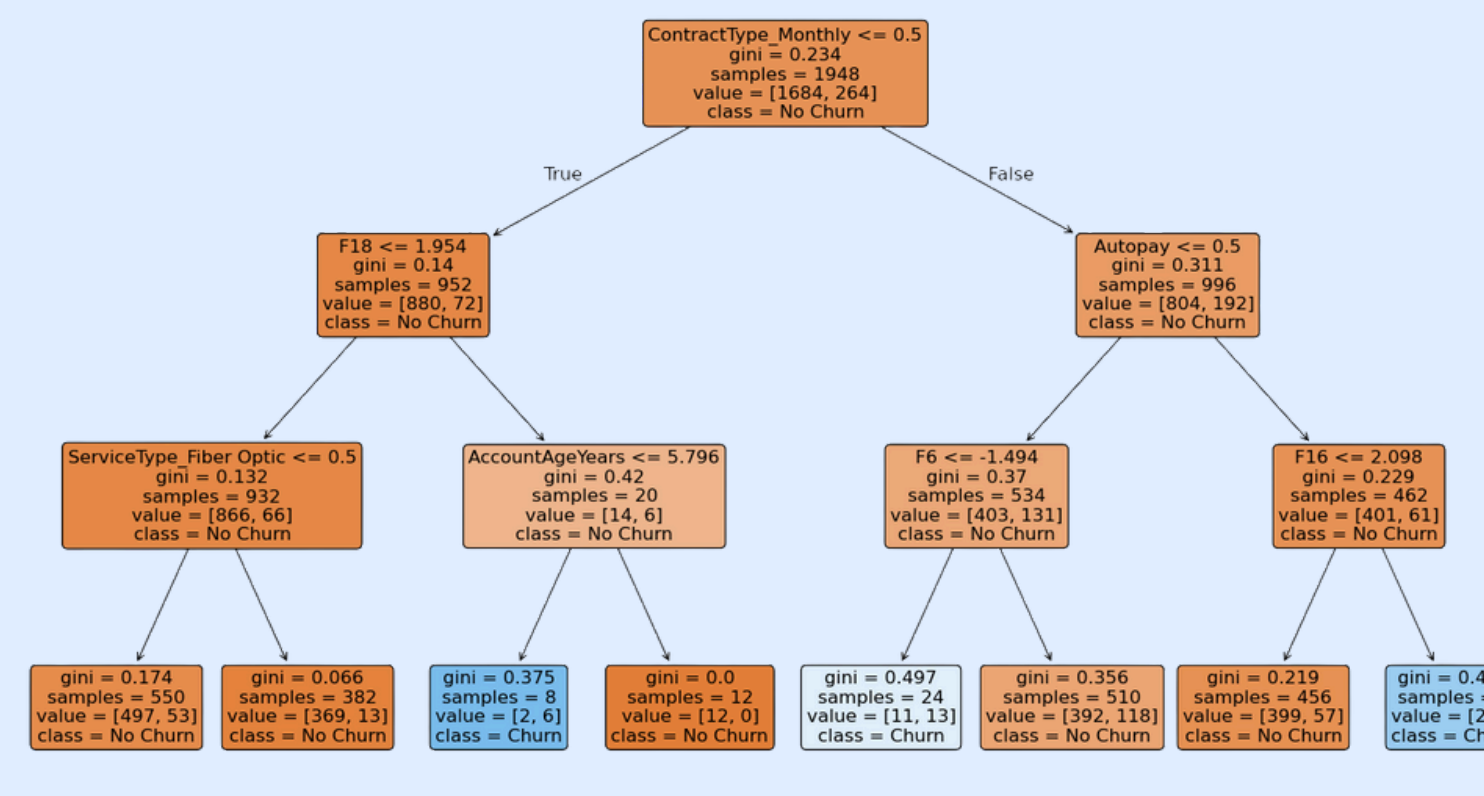 ContractType_Monthly <= 0.5
gini = 0.234
samples = 1948
value = [1684, 264]
class = No Churn
True
False
F18 <= 1.954
gini = 0.14
samples = 952
value = [880, 72]
class = No Churn
Autopay <= 0.5
gini = 0.311
samples = 996
value = [804, 192]
class = No Churn
ServiceType_Fiber Optic <= 0.5
gini = 0.132
samples = 932
value = [866, 66]
class = No Churn
AccountAgeYears <= 5.796
gini = 0.42
samples = 20
value = [14, 6]
class = No Churn
F6 <= -1.494
gini = 0.37
samples = 534
value = [403, 131]
class = No Churn
F16 <= 2.098
gini = 0.229
samples = 462
value = [401, 61]
class = No Churn
gini = 0.174
samples = 550
value = [497, 53]
class = No Churn
gini = 0.066
samples = 382
value = [369, 13]
class = No Churn
gini = 0.375
samples = 8
value = [2, 6]
class = Churn
gini = 0.0
samples = 12
value = [12, 0]
class = No Churn
gini = 0.497
samples = 24
value = [11, 13]
class = Churn
gini = 0.356
samples = 510
value = [392, 118]
class = No Churn
gini = 0.219
samples = 456
value = [399, 57]
class = No Churn
gini = 0.4
samples =
value = [2
class = Ch